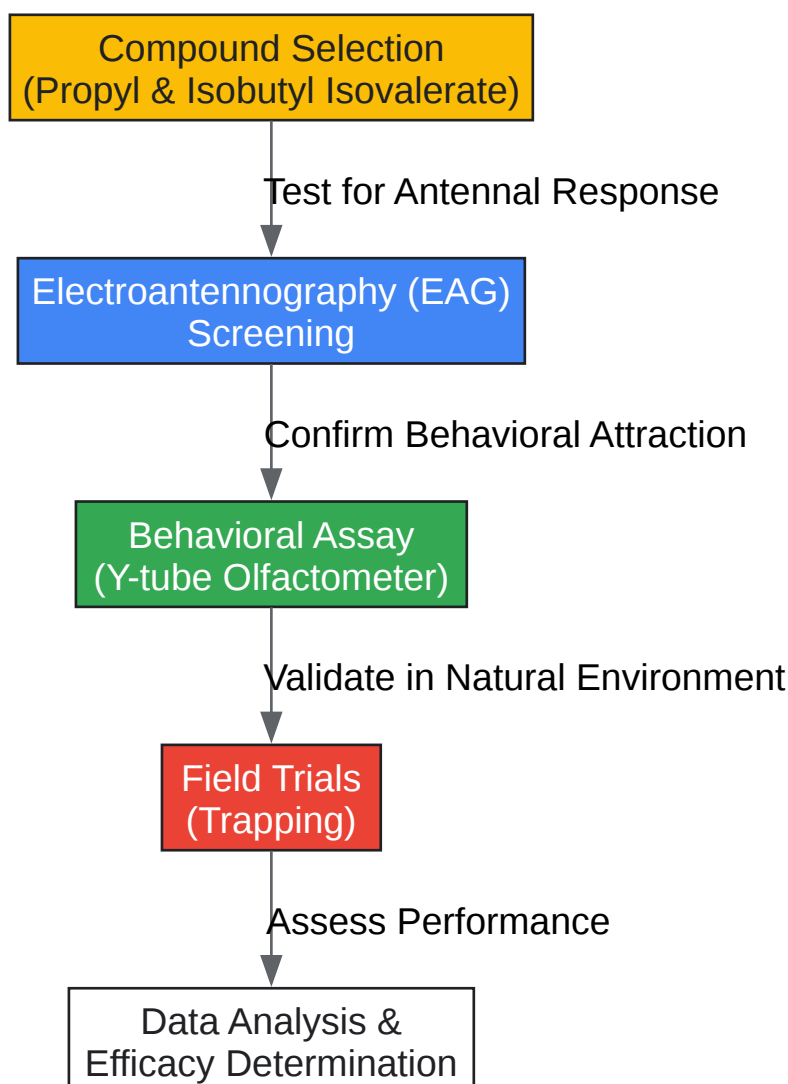 Compound Selection
(Propyl & Isobutyl Isovalerate)
Test for Antennal Response
Electroantennography (EAG)
Screening
Confirm Behavioral Attraction
Behavioral Assay
(Y-tube Olfactometer)
Validate in Natural Environment
Field Trials
(Trapping)
Assess Performance
Data Analysis &
Efficacy Determination